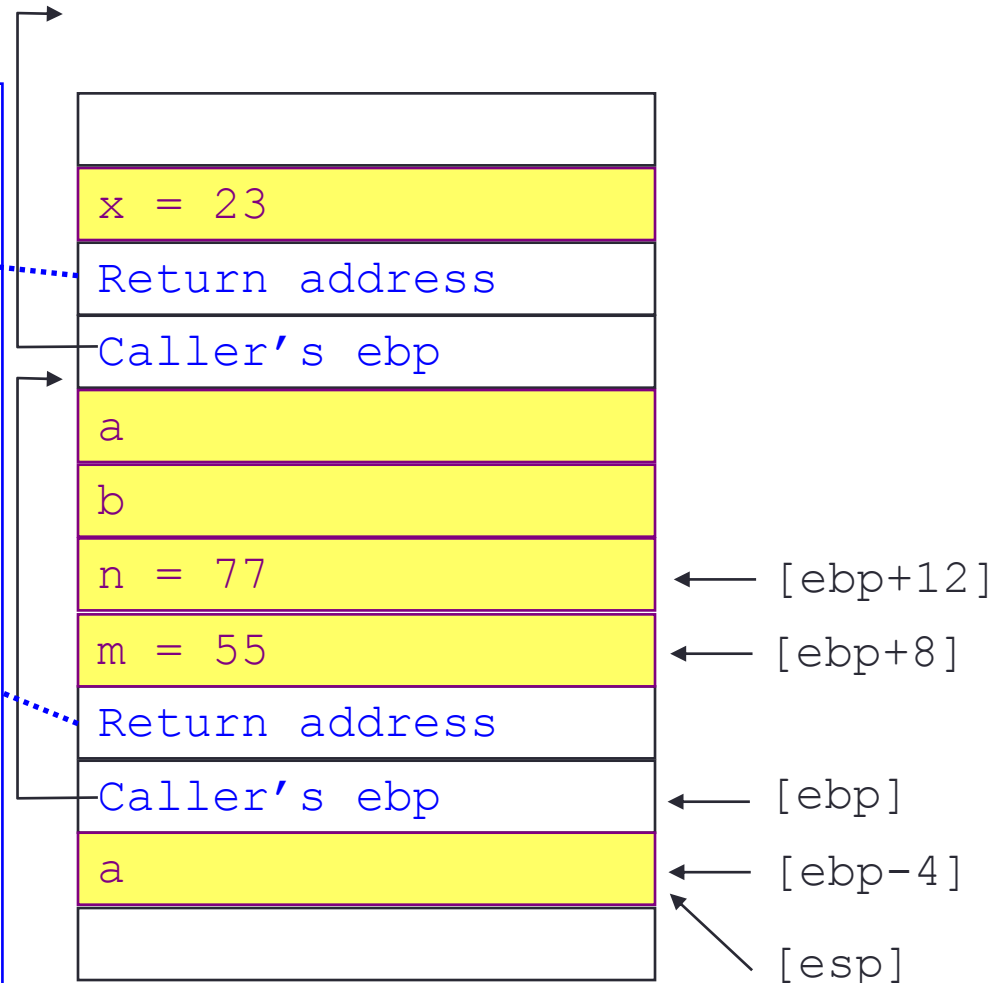 x = 23
Return address
Caller’s ebp
a
b
n = 77 [ebp+12]
m = 55 [ebp+8]
Return address
Caller’s ebp [ebp]
a [ebp-4]
[esp]